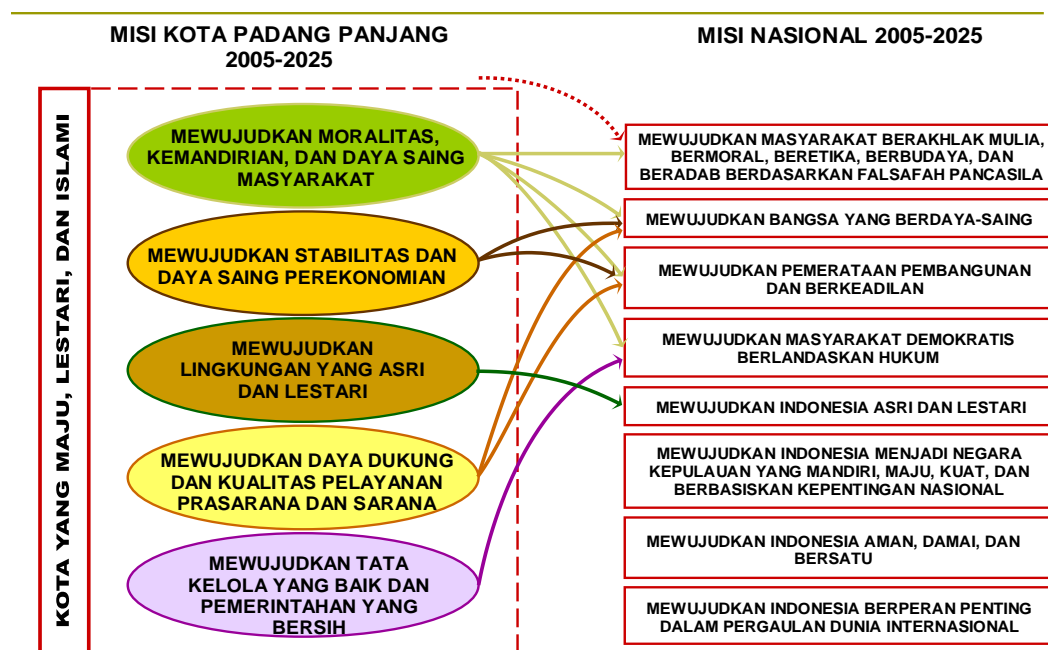 MISI KOTA PADANG PANJANG
2005-2025
MISI NASIONAL 2005-2025
KOTA YANG MAJU, LESTARI, DAN ISLAMI
MEWUJUDKAN MORALITAS,
KEMANDIRIAN, DAN DAYA SAING
MASYARAKAT
MEWUJUDKAN STABILITAS DAN
DAYA SAING PEREKONOMIAN
MEWUJUDKAN
LINGKUNGAN YANG ASRI
DAN LESTARI
MEWUJUDKAN DAYA DUKUNG
DAN KUALITAS PELAYANAN
PRASARANA DAN SARANA
MEWUJUDKAN TATA
KELOLA YANG BAIK DAN
PEMERINTAHAN YANG
BERSIH
MEWUJUDKAN MASYARAKAT BERAKHLAK MULIA,
BERMORAL, BERETIKA, BERBUDAYA, DAN
BERADAB BERDASARKAN FALSAFAH PANCASILA
MEWUJUDKAN BANGSA YANG BERDAYA-SAING
MEWUJUDKAN PEMERATAAN PEMBANGUNAN
DAN BERKEADILAN
MEWUJUDKAN MASYARAKAT DEMOKRATIS
BERLANDASKAN HUKUM
MEWUJUDKAN INDONESIA ASRI DAN LESTARI
MEWUJUDKAN INDONESIA MENJADI NEGARA
KEPULAUAN YANG MANDIRI, MAJU, KUAT, DAN
BERBASISKAN KEPENTINGAN NASIONAL
MEWUJUDKAN INDONESIA AMAN, DAMAI, DAN
BERSATU
MEWUJUDKAN INDONESIA BERPERAN PENTING
DALAM PERGAULAN DUNIA INTERNASIONAL